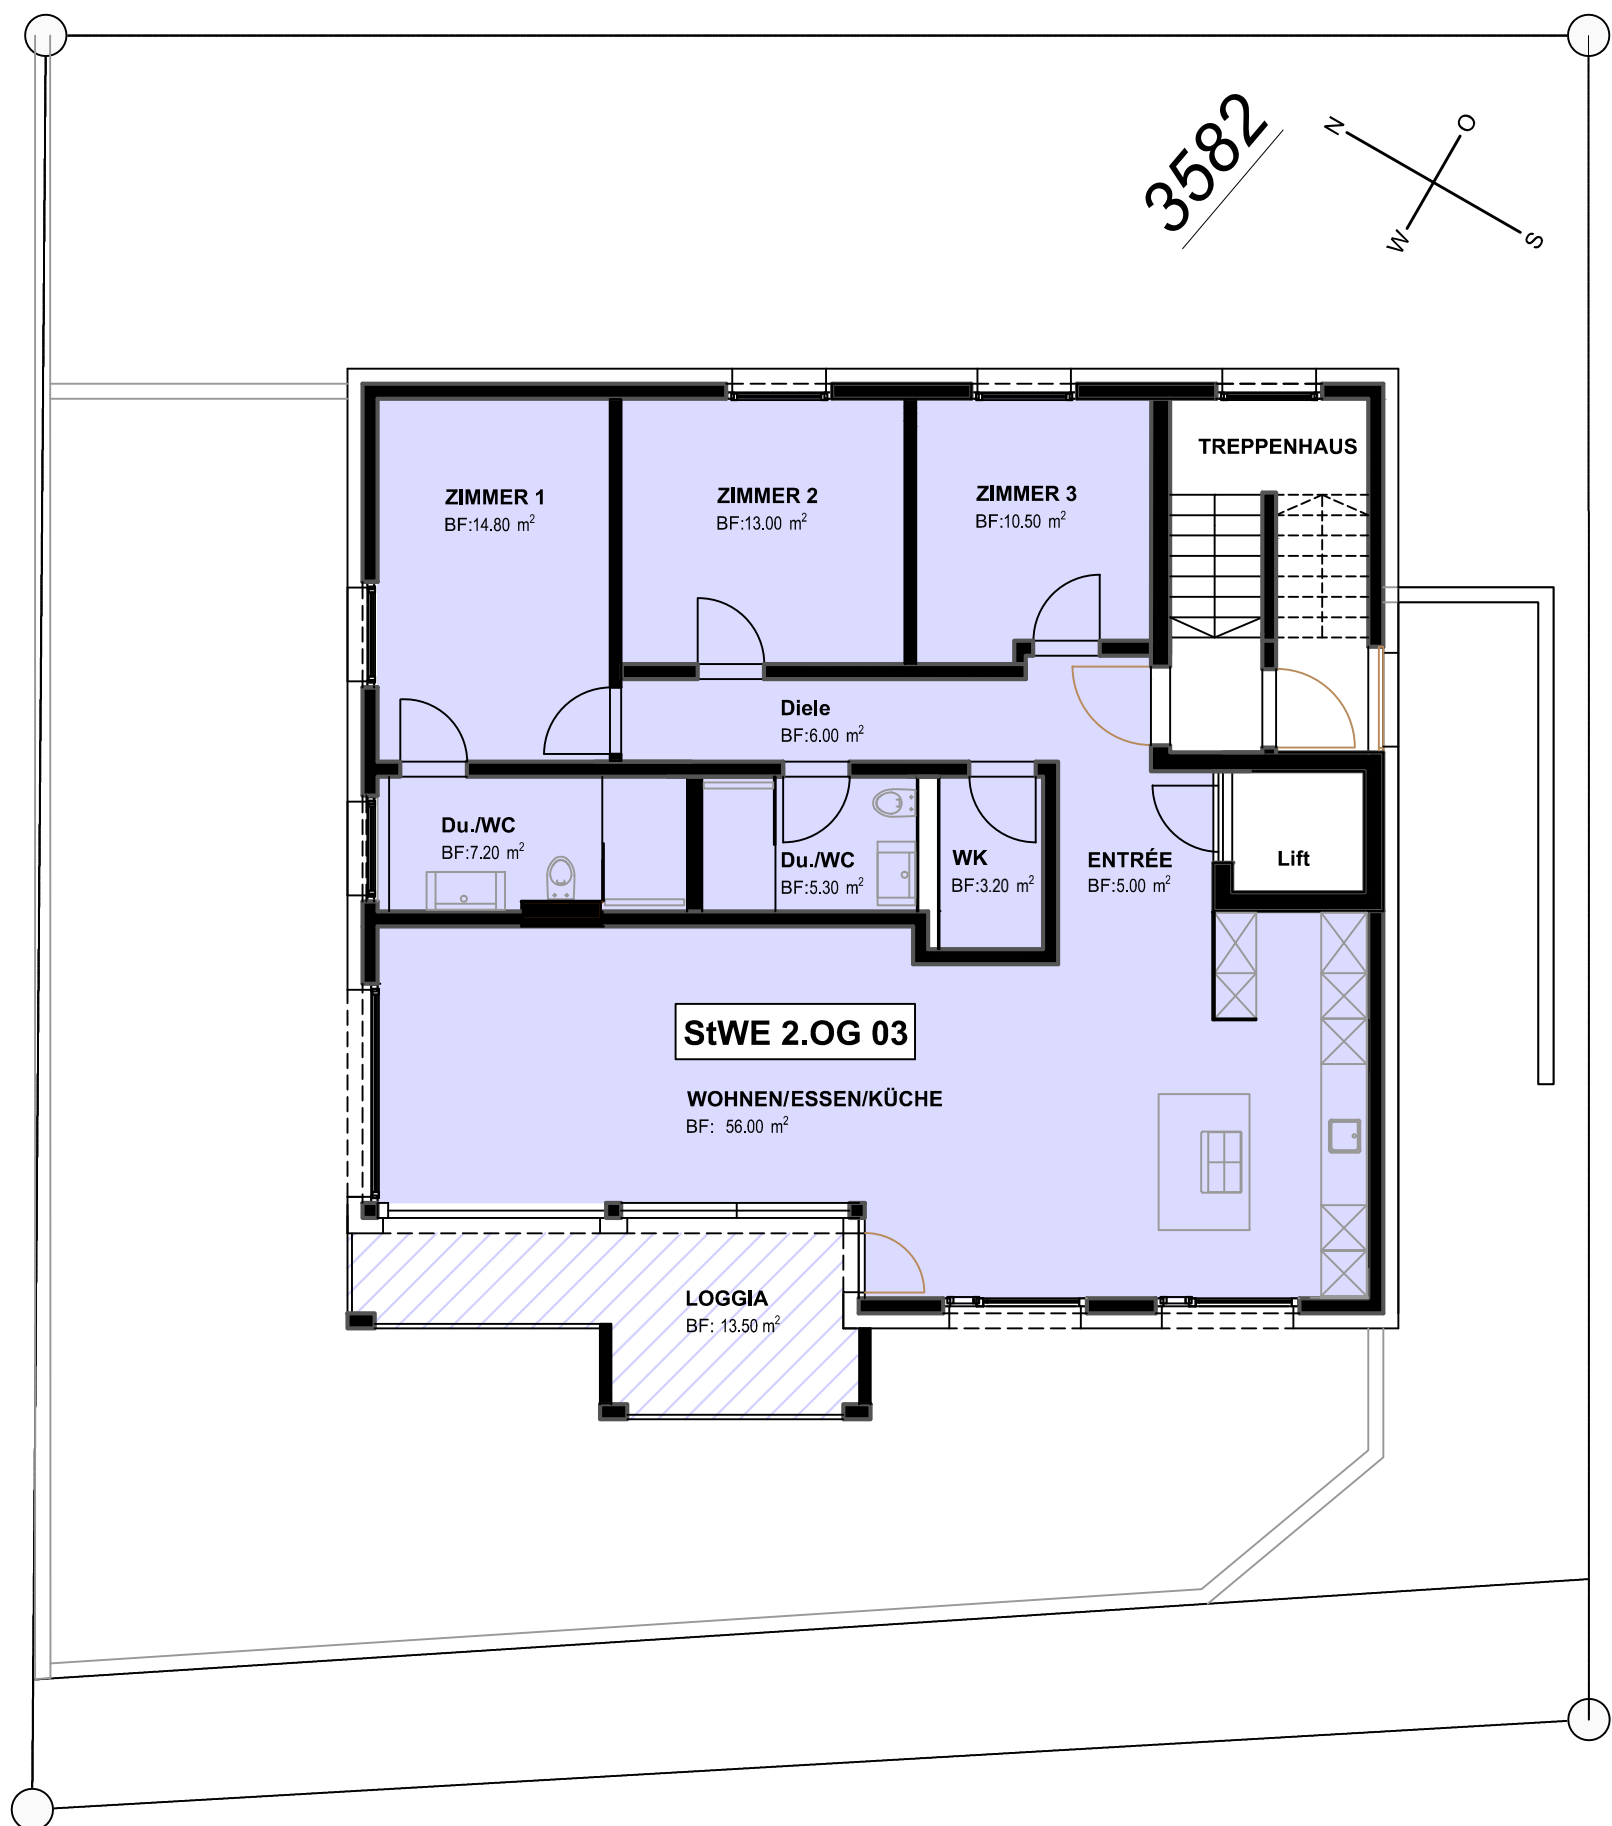 3582
N
O
W
S
TREPPENHAUS
ZIMMER 1
BF:14.80 m²
ZIMMER 2
BF:13.00 m²
ZIMMER 3
BF:10.50 m²
Diele
BF:6.00 m²
Du./WC
BF:7.20 m²
Du./WC
BF:5.30 m²
WK
BF:3.20 m²
ENTRÉE
BF:5.00 m²
Lift
StWE 2.OG 03
WOHNEN/ESSEN/KÜCHE
BF: 56.00 m²
LOGGIA
BF: 13.50 m²